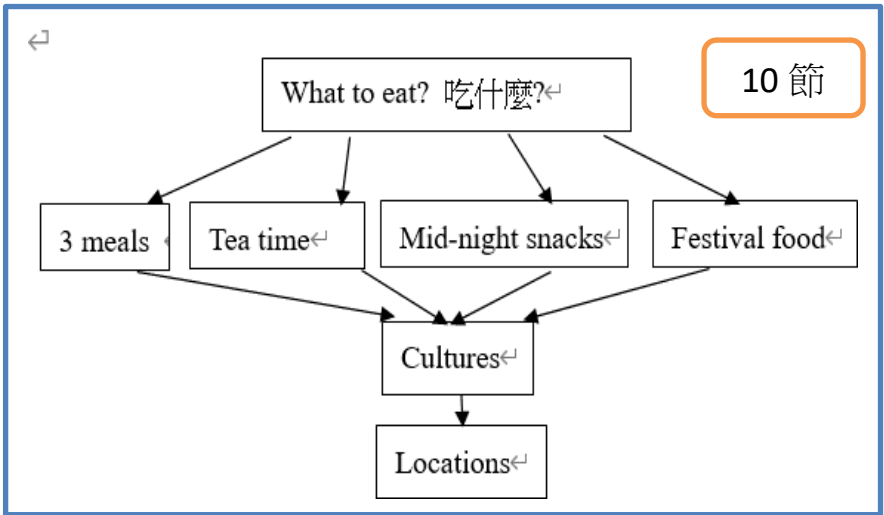 What to eat? 吃什麼?
10 節
3 meals
Tea time
Mid-night snacks
Festival food
Cultures
Locations